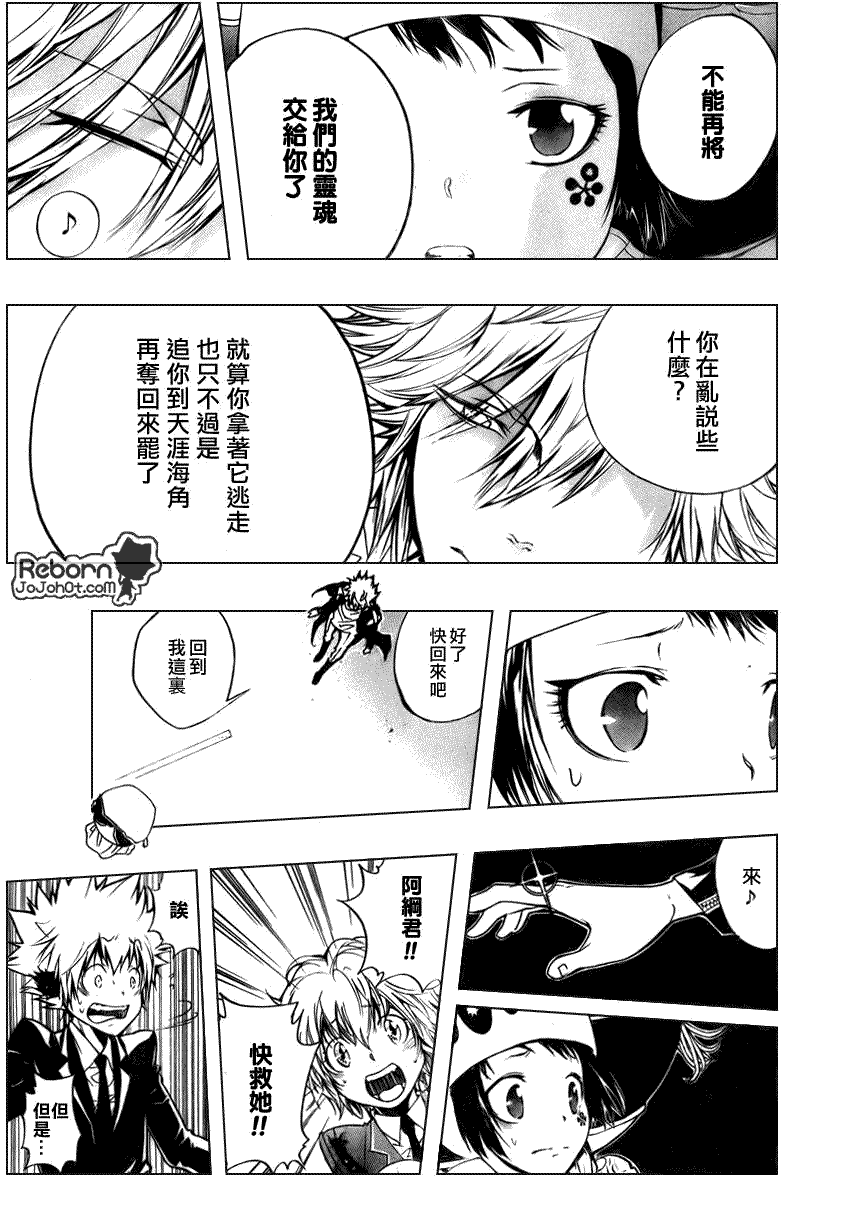 不能再將
我們的靈魂
交給你了
♪
你在亂説些
什麼？
就算你拿著它逃走
也只不過是
追你到天涯海角
再奪回來罷了
Reborn
JoJoHOt.com
好了
快回來吧
回到
我這裏
來♪
阿綱君!!
快救她!!
誒
但
但是…